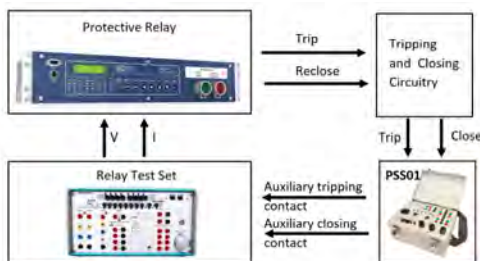 Protective Relay
Trip
Reclose
Tripping
and Closing
Circuitry
V
I
Trip
Close
Relay Test Set
Auxiliary tripping
contact
Auxiliary closing
contact
PSS01